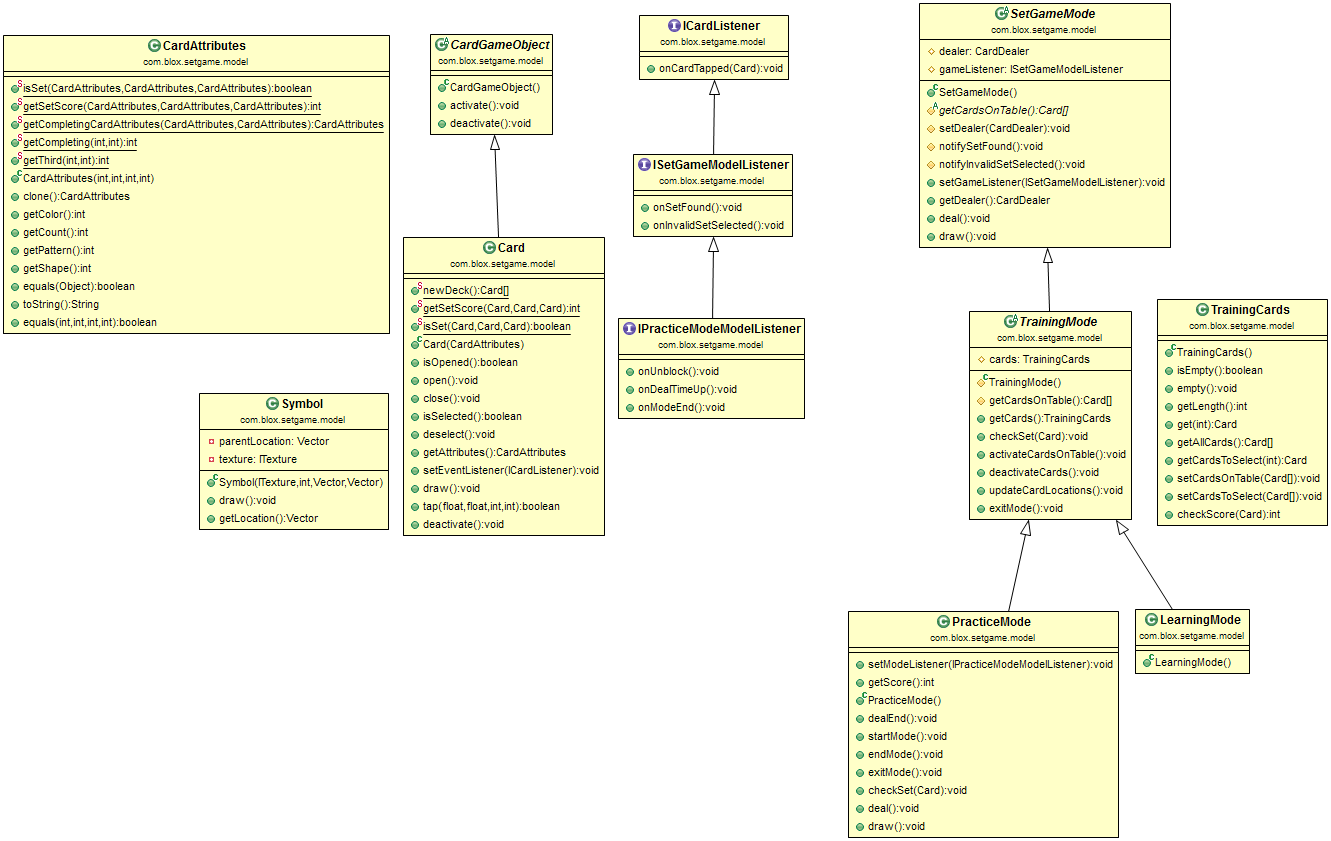 CardAttributes
com.blox.setgame.model
isSet(CardAttributes,CardAttributes,CardAttributes):boolean
getSetScore(CardAttributes,CardAttributes,CardAttributes):int
getCompletingCardAttributes(CardAttributes,CardAttributes):CardAttributes
getCompleting(int,int):int
getThird(int,int):int
CardAttributes(int,int,int,int)
clone():CardAttributes
getColor():int
getCount():int
getPattern():int
getShape():int
equals(Object):boolean
toString():String
equals(int,int,int,int):boolean
CardGameObject
com.blox.setgame.model
CardGameObject()
activate():void
deactivate():void
ICardListener
com.blox.setgame.model
onCardTapped(Card):void
SetGameMode
com.blox.setgame.model
dealer: CardDealer
gameListener: ISetGameModelListener
SetGameMode()
getCardsOnTable():Card[]
setDealer(CardDealer):void
notifySetFound():void
notifyInvalidSetSelected():void
setGameListener(ISetGameModelListener):void
getDealer():CardDealer
deal():void
draw():void
ISetGameModelListener
com.blox.setgame.model
onSetFound():void
onInvalidSetSelected():void
Card
com.blox.setgame.model
newDeck():Card[]
getSetScore(Card,Card,Card):int
isSet(Card,Card,Card):boolean
Card(CardAttributes)
isOpened():boolean
open():void
close():void
isSelected():boolean
deselect():void
getAttributes():CardAttributes
setEventListener(ICardListener):void
draw():void
tap(float,float,int,int):boolean
deactivate():void
IPracticeModeModelListener
com.blox.setgame.model
onUnblock():void
onDealTimeUp():void
onModeEnd():void
TrainingMode
com.blox.setgame.model
cards: TrainingCards
TrainingMode()
getCardsOnTable():Card[]
getCards():TrainingCards
checkSet(Card):void
activateCardsOnTable():void
deactivateCards():void
updateCardLocations():void
exitMode():void
TrainingCards
com.blox.setgame.model
TrainingCards()
isEmpty():boolean
empty():void
getLength():int
get(int):Card
getAllCards():Card[]
getCardsToSelect(int):Card
setCardsOnTable(Card[]):void
setCardsToSelect(Card[]):void
checkScore(Card):int
Symbol
com.blox.setgame.model
parentLocation: Vector
texture: ITexture
Symbol(ITexture,int,Vector,Vector)
draw():void
getLocation():Vector
PracticeMode
com.blox.setgame.model
setModeListener(IPracticeModeModelListener):void
getScore():int
PracticeMode()
dealEnd():void
startMode():void
endMode():void
exitMode():void
checkSet(Card):void
deal():void
draw():void
LearningMode
com.blox.setgame.model
LearningMode()